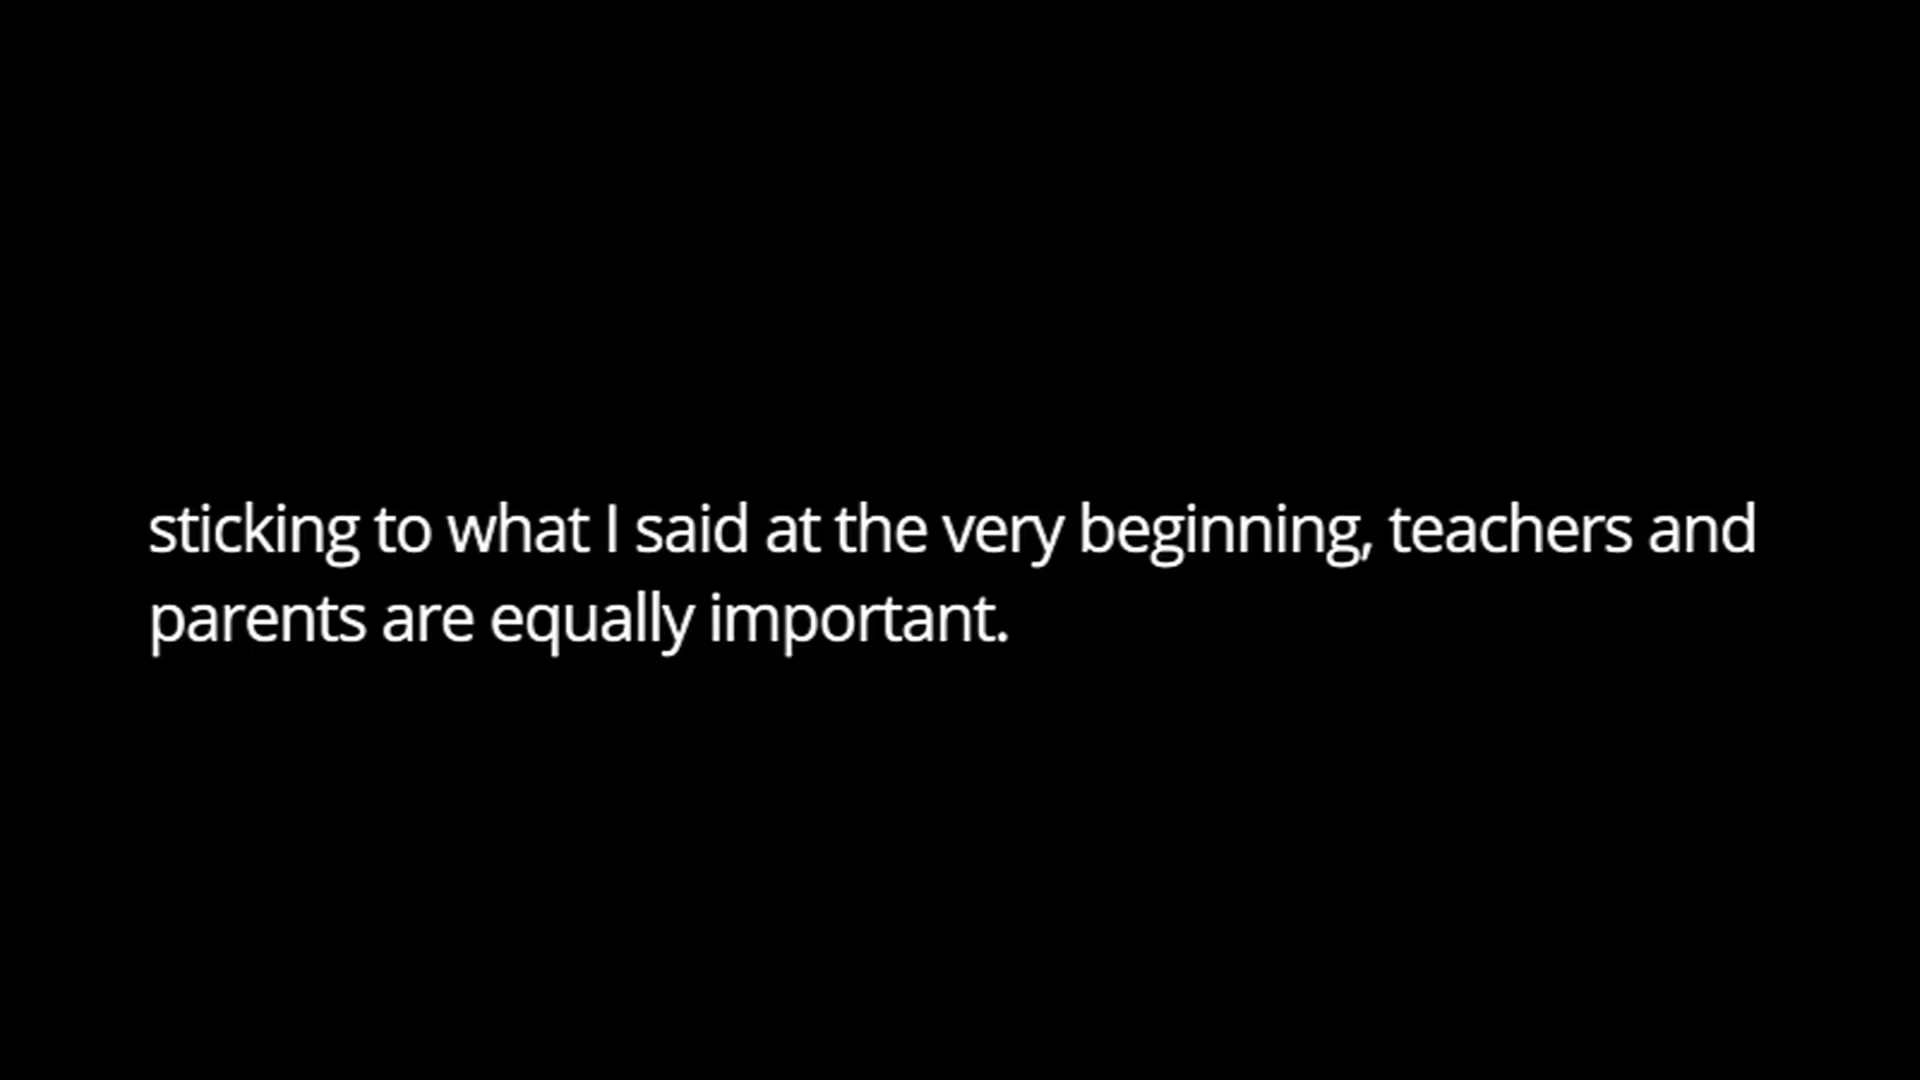 sticking to what I said at the very beginning, teachers and
parents are equally important.